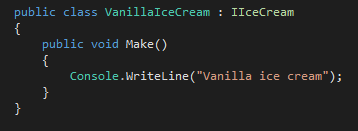 public class VanillaIceCream : IIceCream
{
    public void Make()
    {
        Console.WriteLine("Vanilla ice cream");
    }
}